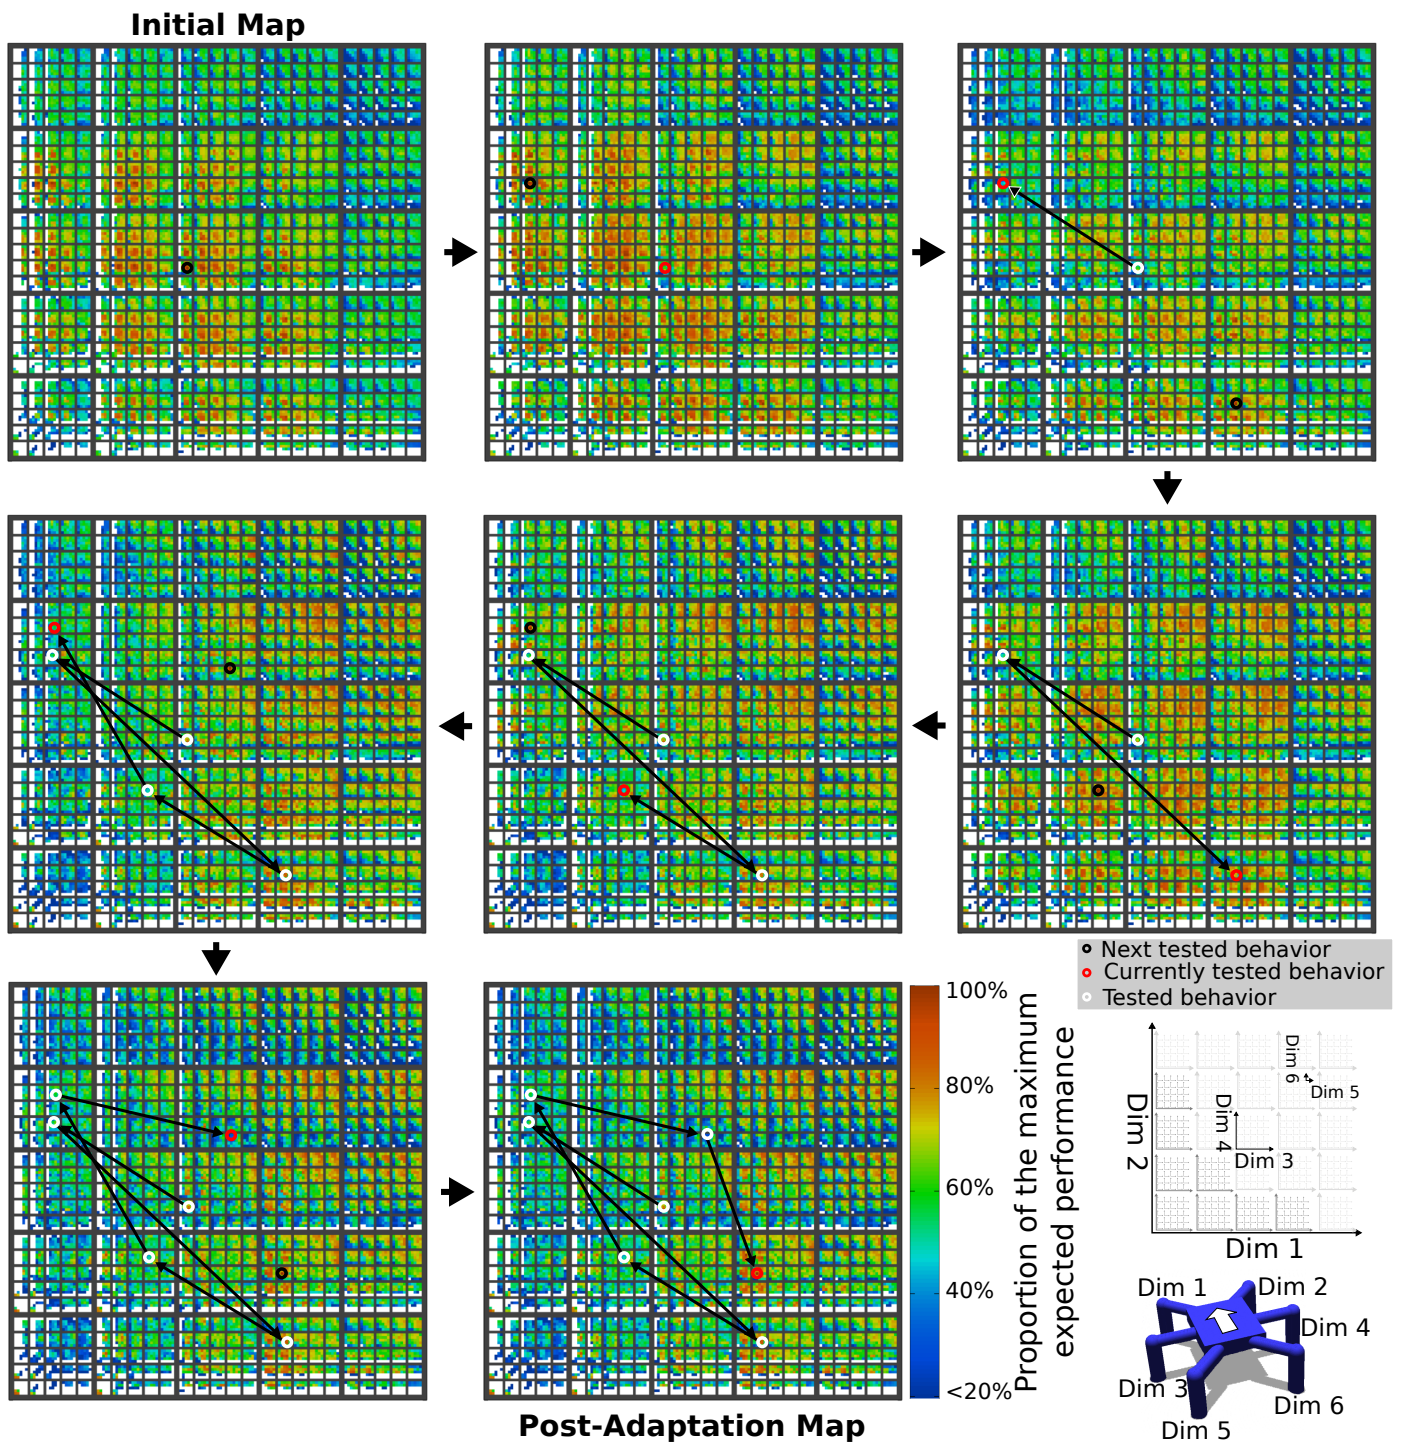 Initial Map
Next tested behavior
Currently tested behavior
Tested behavior
100%
80%
60%
40%
<20%
Proportion of the maximum
expected performance
Dim 6
Dim 5
Dim 4
Dim 3
Dim 2
Dim 1
Dim 1
Dim 2
Dim 4
Dim 3
Dim 6
Dim 5
Post-Adaptation Map